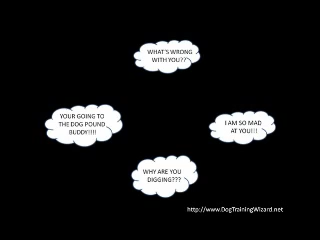 WHAT'S WRONG
WITH YOU??
YOUR GOING TO
THE DOG POUND
BUDDY!!!!
I AM SO MAD
AT YOU!!!
WHY ARE YOU
DIGGING???
http://www.DogTrainingWizard.net